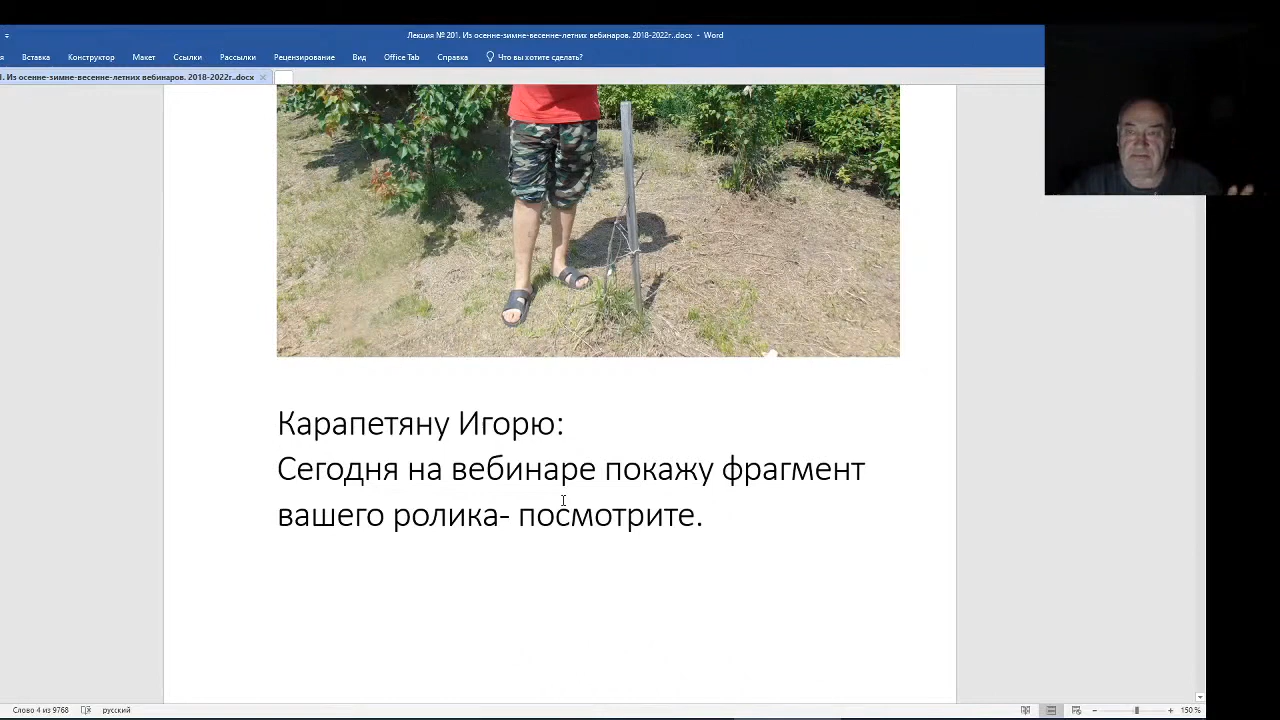 Лекция № 201. Из осенне-зимне-весенне-летних вебинаров. 2018-2022г..docx - Word
Вставка Конструктор Макет Ссылки Рассылки Рецензирование Вид Office Tab Справка Что вы хотите сделать?
1. Из осенне-зимне-весенне-летних вебинаров. 2018-2022г..docx
Карапетяну Игорю:
Сегодня на вебинаре покажу фрагмент
вашего ролика- посмотрите.
Слово 4 из 9768 русский 150 %